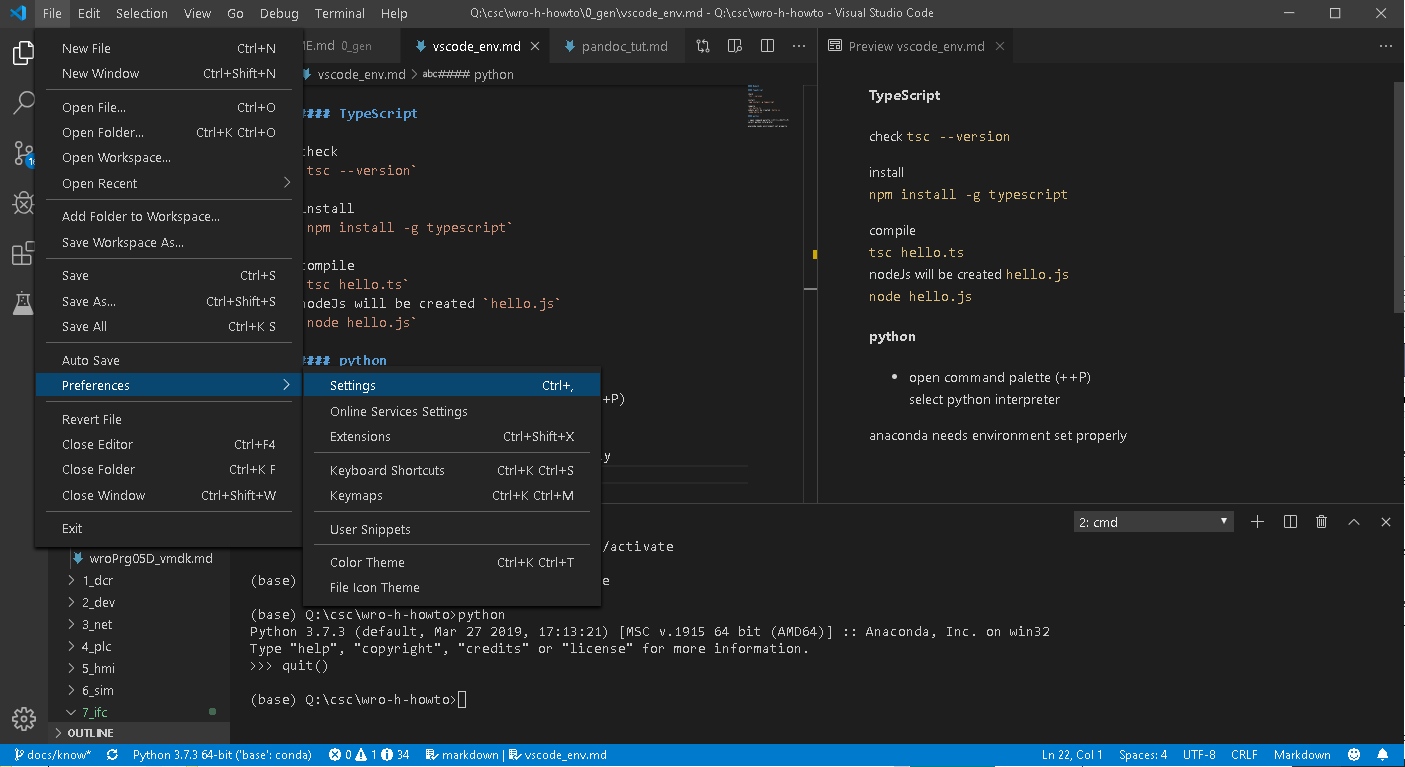 File Edit Selection View Go Debug Terminal Help
Q:\csc\wro-h-howto\0_gen\vscode_env.md - Q:\csc\wro-h-howto - Visual Studio Code
New File Ctrl+N
New Window Ctrl+Shift+N
Open File... Ctrl+O
Open Folder... Ctrl+K Ctrl+O
Open Workspace...
Open Recent
Add Folder to Workspace...
Save Workspace As...
Save Ctrl+S
Save As... Ctrl+Shift+S
Save All Ctrl+K S
Auto Save
Preferences
Revert File
Close Editor Ctrl+F4
Close Folder Ctrl+K F
Close Window Ctrl+Shift+W
Exit
Settings Ctrl+,
Online Services Settings
Extensions Ctrl+Shift+X
Keyboard Shortcuts Ctrl+K Ctrl+S
Keymaps Ctrl+K Ctrl+M
User Snippets
Color Theme Ctrl+K Ctrl+T
File Icon Theme
ME.md 0_gen
vscode_env.md
pandoc_tut.md
vscode_env.md > abc#### python
#### TypeScript
check
tsc --version`
install
npm install -g typescript`
compile
tsc hello.ts`
nodeJs will be created `hello.js`
node hello.js`
#### python
++P)
y
Preview vscode_env.md
TypeScript
check tsc --version
install
npm install -g typescript
compile
tsc hello.ts
nodeJs will be created hello.js
node hello.js
python
• open command palette (++P)
select python interpreter
anaconda needs environment set properly
2: cmd
/activate
(base)
e
(base) Q:\csc\wro-h-howto>python
Python 3.7.3 (default, Mar 27 2019, 17:13:21) [MSC v.1915 64 bit (AMD64)] :: Anaconda, Inc. on win32
Type "help", "copyright", "credits" or "license" for more information.
>>> quit()
(base) Q:\csc\wro-h-howto>
wroPrg05D_vmdk.md
1_dcr
2_dev
3_net
4_plc
5_hmi
6_sim
7_ifc
OUTLINE
docs/know* Python 3.7.3 64-bit ('base': conda) 0 1 34 markdown | vscode_env.md
Ln 22, Col 1 Spaces: 4 UTF-8 CRLF Markdown